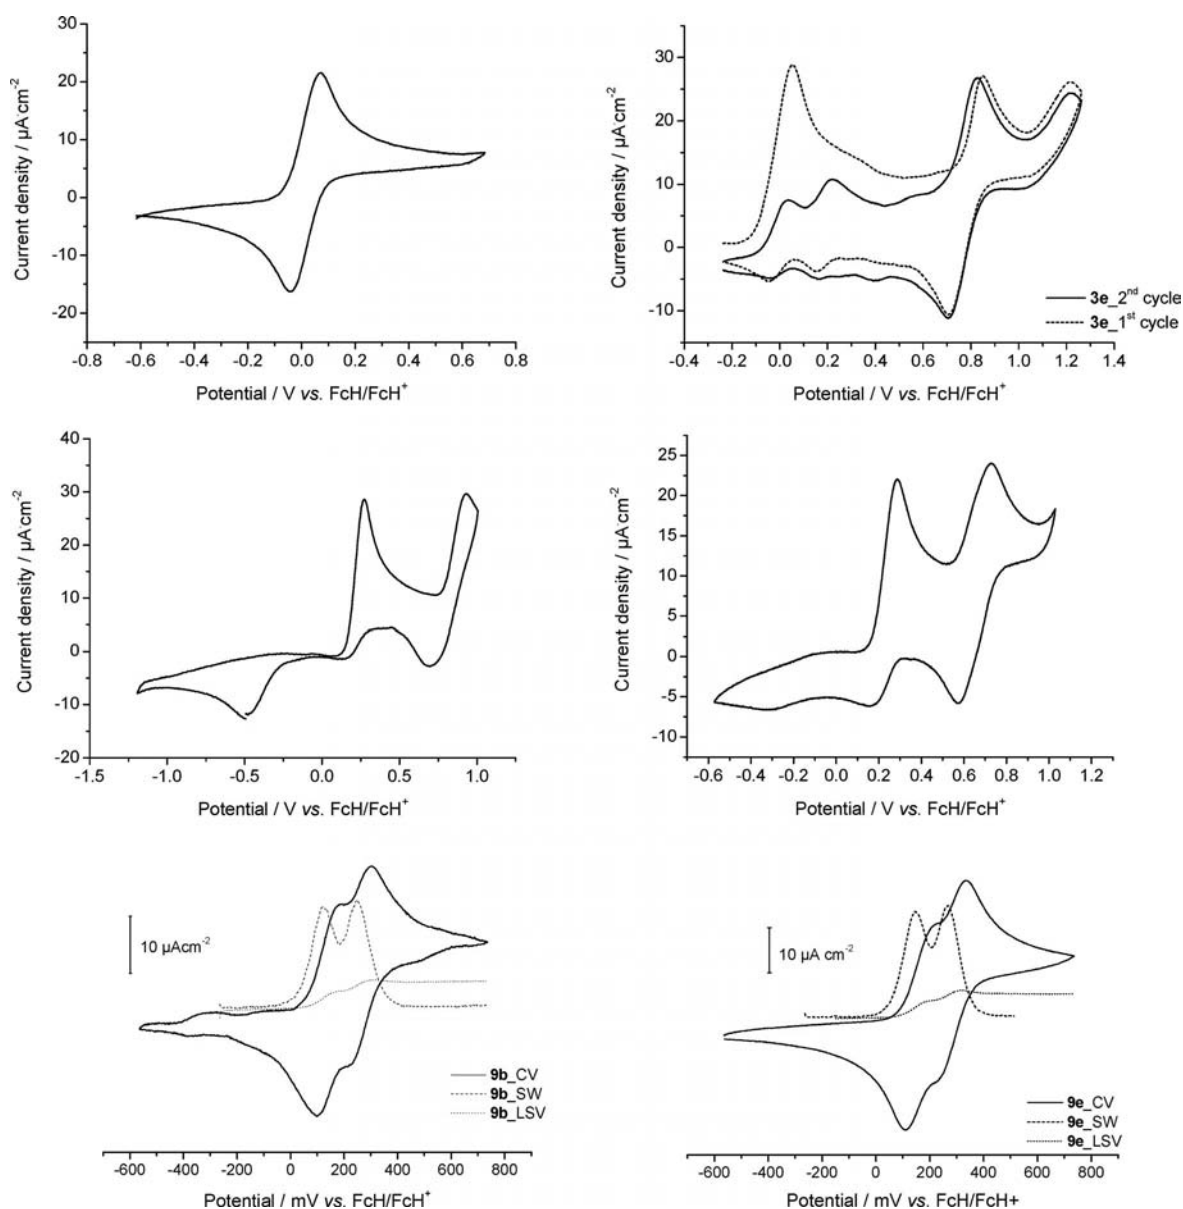 30
20
10
0
-10
-20
Current density / µA·cm⁻²
-0.8 -0.6 -0.4 -0.2 0.0 0.2 0.4 0.6 0.8
Potential / V vs. FcH/FcH⁺
30
20
10
0
-10
Current density / µA·cm⁻²
3e_2ⁿᵈ cycle
3e_1ˢᵗ cycle
-0.4 -0.2 0.0 0.2 0.4 0.6 0.8 1.0 1.2 1.4
Potential / V vs. FcH/FcH⁺
40
30
20
10
0
-10
-20
Current density / µA·cm⁻²
-1.5 -1.0 -0.5 0.0 0.5 1.0
Potential / V vs. FcH/FcH⁺
25
20
15
10
5
0
-5
-10
Current density / µA·cm⁻²
-0.6 -0.4 -0.2 0.0 0.2 0.4 0.6 0.8 1.0 1.2
Potential / V vs. FcH/FcH⁺
10 µAcm⁻²
9b_CV
9b_SW
9b_LSV
-600 -400 -200 0 200 400 600 800
Potential / mV vs. FcH/FcH⁺
10 µA cm⁻²
9e_CV
9e_SW
9e_LSV
-600 -400 -200 0 200 400 600 800
Potential / mV vs. FcH/FcH+